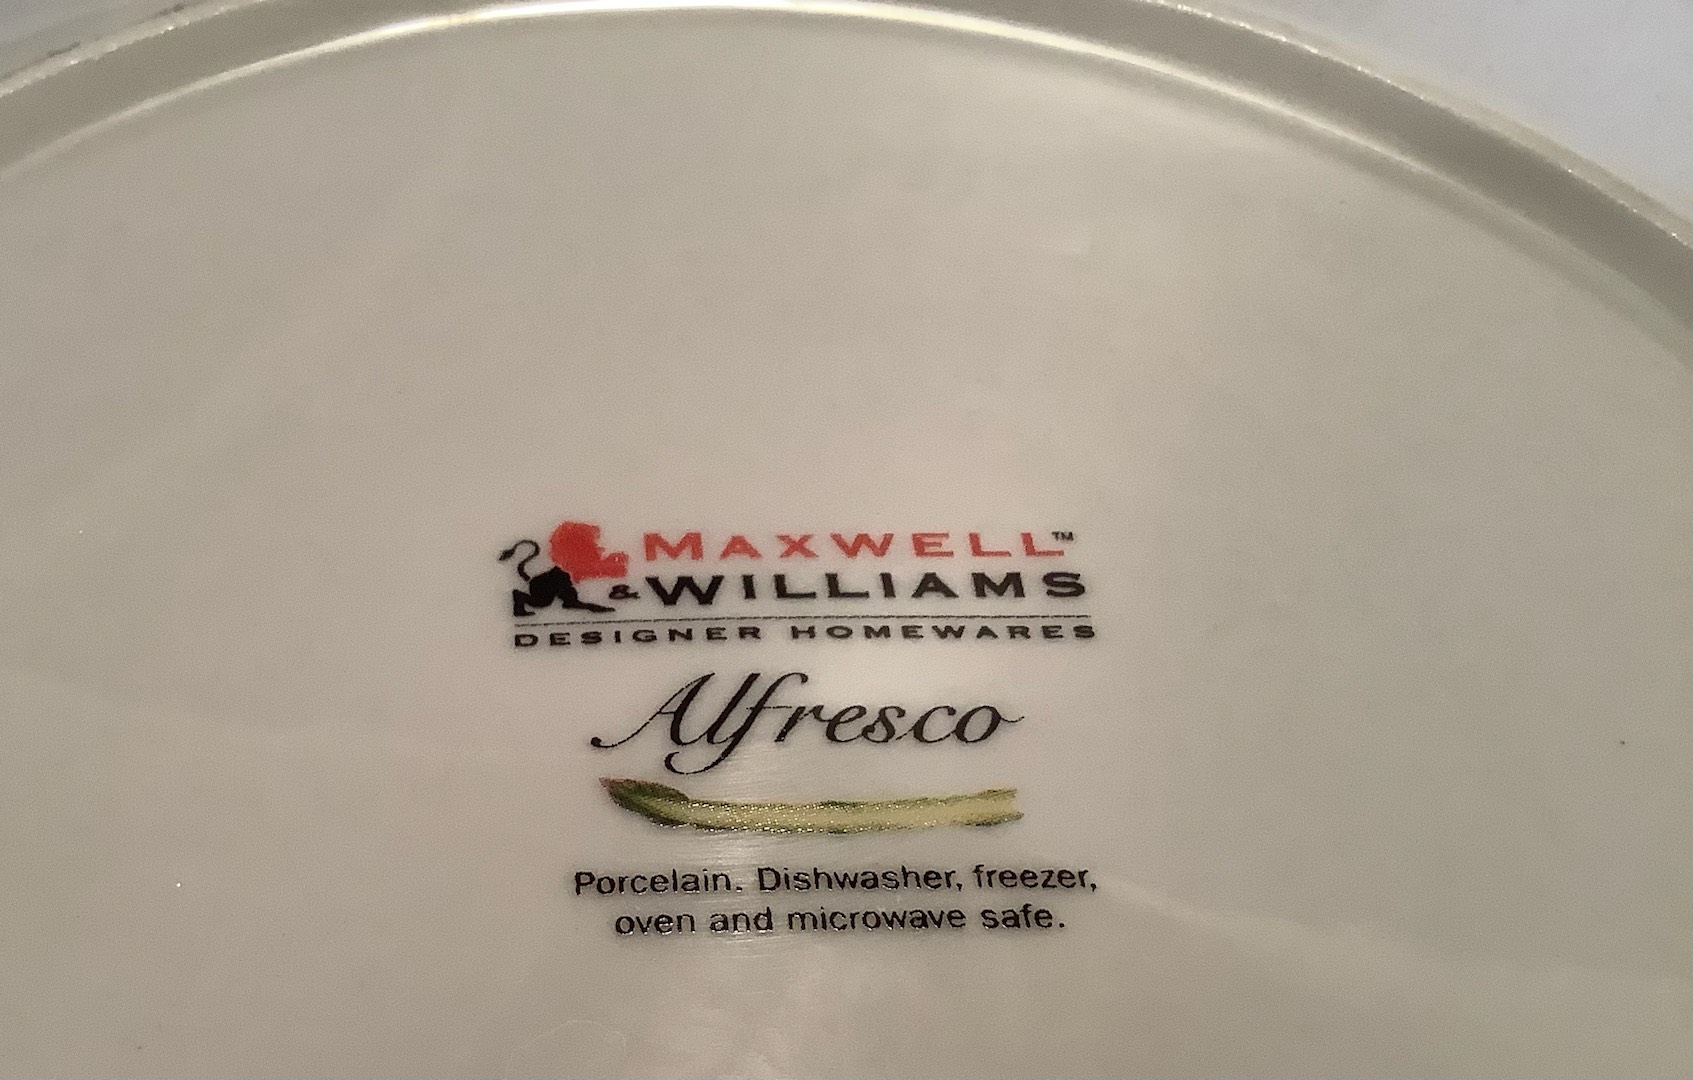 MAXWELL™
& WILLIAMS
DESIGNER HOMEWARES
Alfresco
Porcelain. Dishwasher, freezer,
oven and microwave safe.